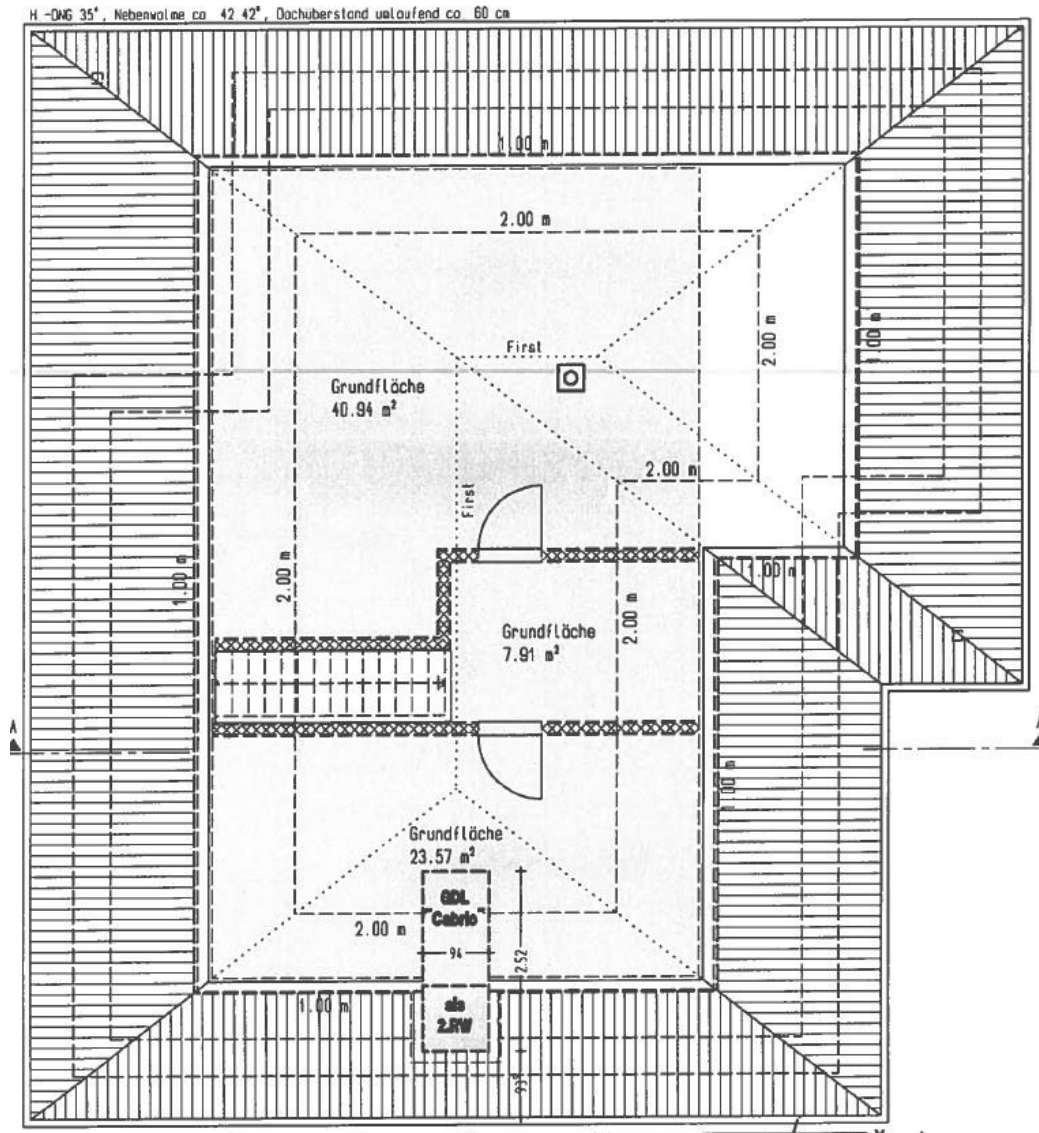 H.-DNG 35°, Nebenwalme ca. 42.42°, Dachüberstand umlaufend ca. 60 cm
1.00 m
2.00 m
2.00 m
1.00 m
First
Grundfläche
40.94 m²
2.00 m
First
1.00 m
2.00 m
1.00 m
2.00 m
Grundfläche
7.91 m²
A
A
1.00 m
Grundfläche
23.57 m²
GDL
Cabrio
2.00 m
94
2.52
1.00 m
als
2.RW
93⁵